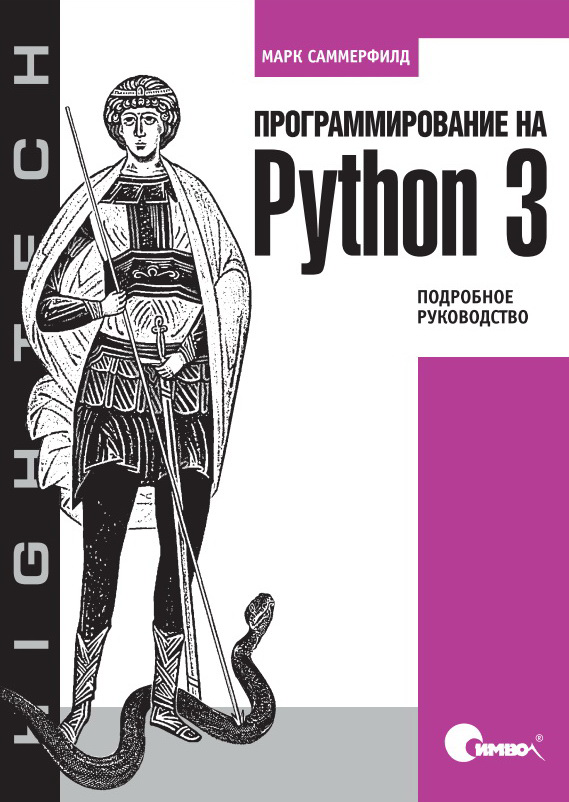 МАРК САММЕРФИЛД
ПРОГРАММИРОВАНИЕ НА
Python 3
ПОДРОБНОЕ
РУКОВОДСТВО
HIGH TECH
Символ®